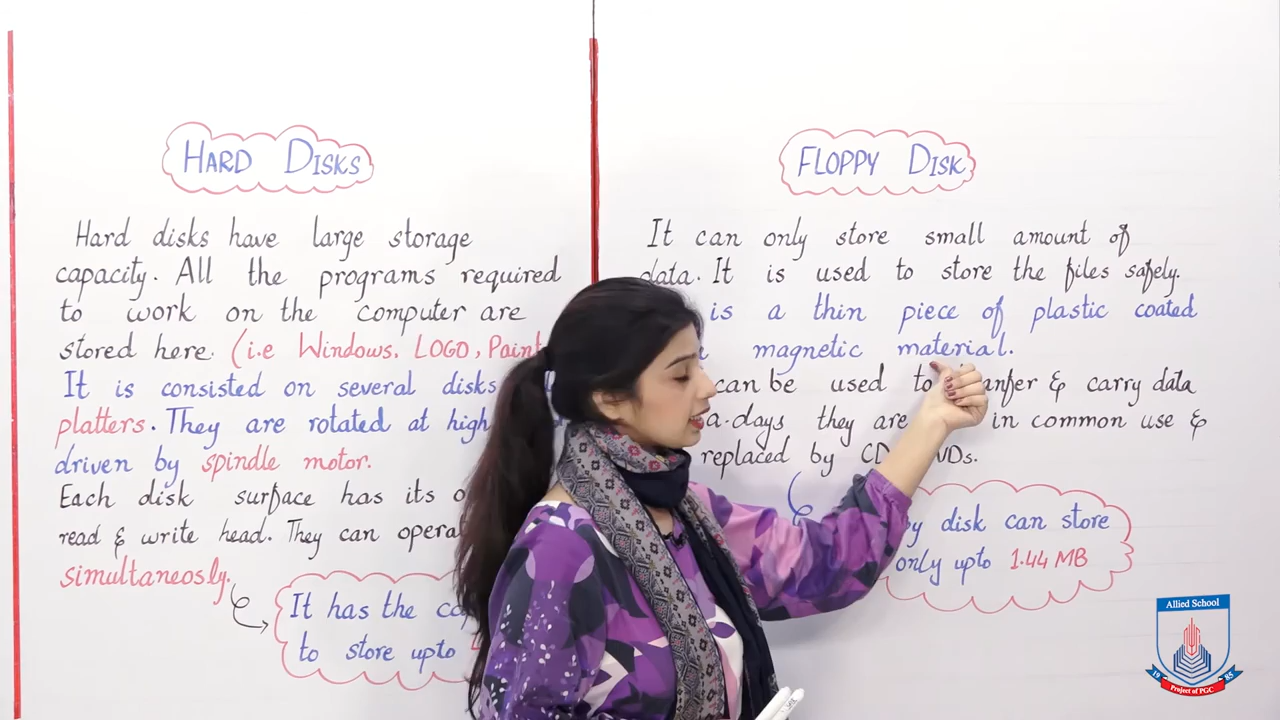 HARD DISKS
Hard disks have large storage
capacity. All the programs required
to work on the computer are
stored here. (i.e Windows, LOGO, Paint
It is consisted on several disks
platters. They are rotated at high
driven by spindle motor.
Each disk surface has its
read & write head. They can
simultaneosly.
It has the
to store upto
FLOPPY DISK
It can only store small amount of
data. It is used to store the files safely.
is a thin piece of plastic coated
magnetic material.
can be used to & carry data
a.days they are in common use &
replaced by
disk can store
only upto 1.44 MB
Allied School
19 85
Project of PGC